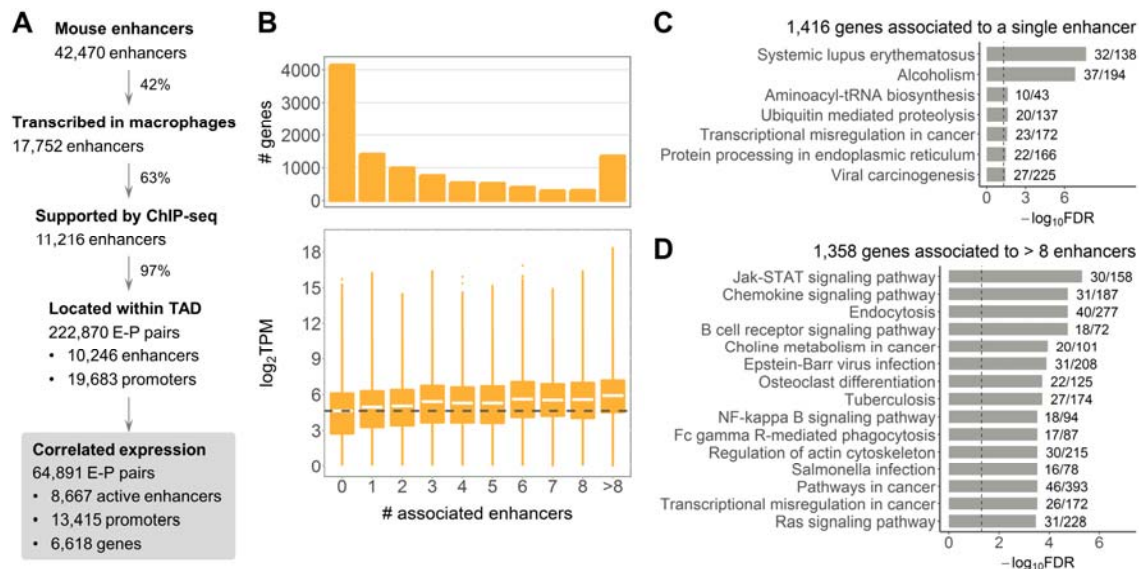 A
Mouse enhancers
42,470 enhancers
42%
Transcribed in macrophages
17,752 enhancers
63%
Supported by ChIP-seq
11,216 enhancers
97%
Located within TAD
222,870 E-P pairs
• 10,246 enhancers
• 19,683 promoters
Correlated expression
64,891 E-P pairs
• 8,667 active enhancers
• 13,415 promoters
• 6,618 genes
B
# genes
4000
3000
2000
1000
0
log2TPM
18
15
12
9
6
3
0
0 1 2 3 4 5 6 7 8 >8
# associated enhancers
C
1,416 genes associated to a single enhancer
Systemic lupus erythematosus 32/138
Alcoholism 37/194
Aminoacyl-tRNA biosynthesis 10/43
Ubiquitin mediated proteolysis 20/137
Transcriptional misregulation in cancer 23/172
Protein processing in endoplasmic reticulum 22/166
Viral carcinogenesis 27/225
0 3 6
−log10FDR
D
1,358 genes associated to > 8 enhancers
Jak-STAT signaling pathway 30/158
Chemokine signaling pathway 31/187
Endocytosis 40/277
B cell receptor signaling pathway 18/72
Choline metabolism in cancer 20/101
Epstein-Barr virus infection 31/208
Osteoclast differentiation 22/125
Tuberculosis 27/174
NF-kappa B signaling pathway 18/94
Fc gamma R-mediated phagocytosis 17/87
Regulation of actin cytoskeleton 30/215
Salmonella infection 16/78
Pathways in cancer 46/393
Transcriptional misregulation in cancer 26/172
Ras signaling pathway 31/228
0 2 4 6
−log10FDR